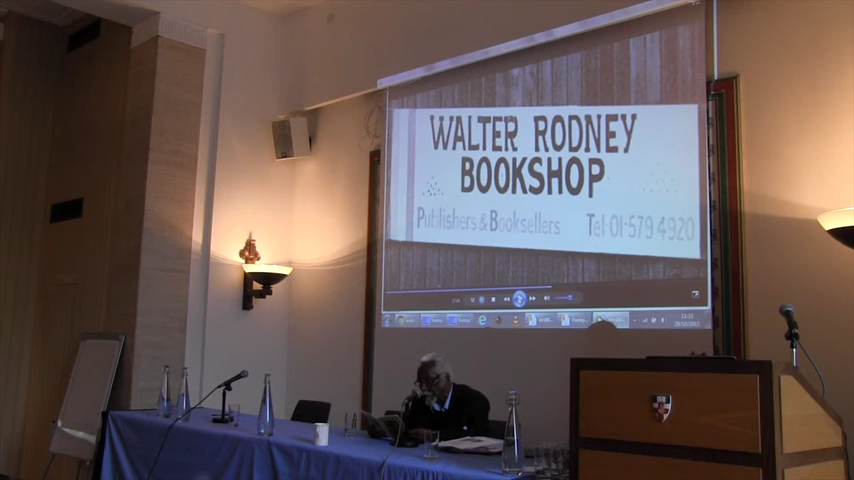 WALTER RODNEY
BOOKSHOP
Publishers & Booksellers Tel-01-579 4920